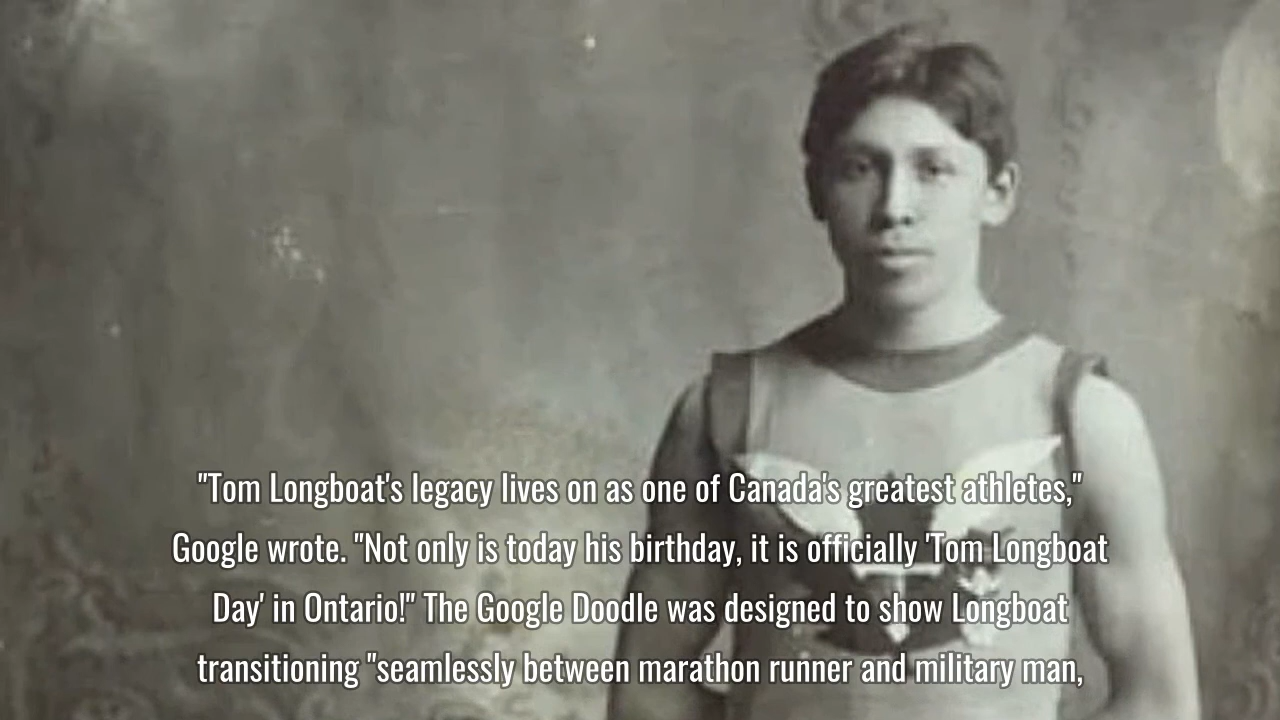 "Tom Longboat's legacy lives on as one of Canada's greatest athletes,"
Google wrote. "Not only is today his birthday, it is officially 'Tom Longboat
Day' in Ontario!" The Google Doodle was designed to show Longboat
transitioning "seamlessly between marathon runner and military man,